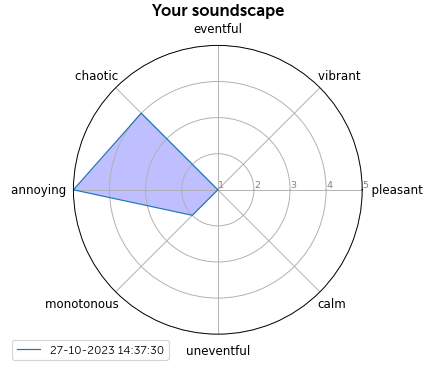 Your soundscape
eventful
chaotic
vibrant
annoying
1
2
3
4
5
pleasant
monotonous
calm
uneventful
27-10-2023 14:37:30